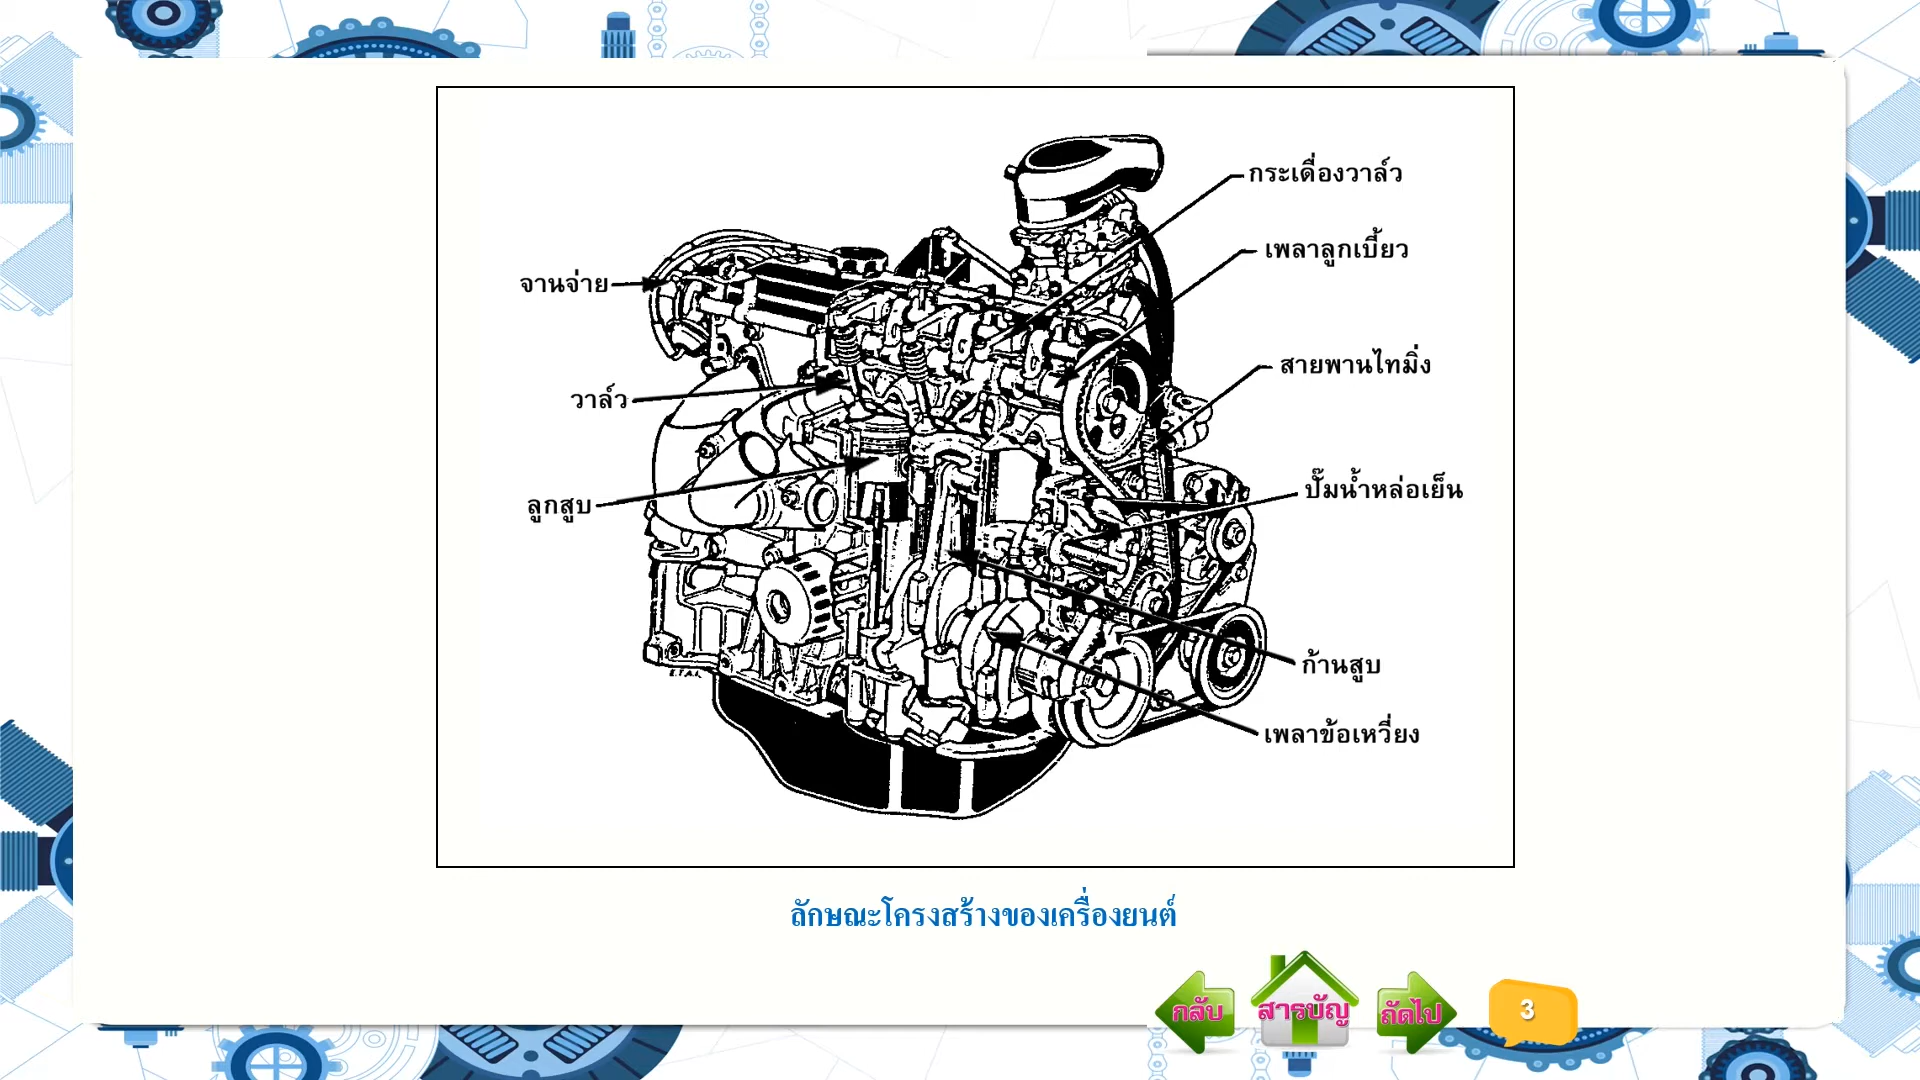 กระเดื่องวาล์ว
เพลาลูกเบี้ยว
จานจ่าย
สายพานไทมิ่ง
วาล์ว
ปั๊มน้ำหล่อเย็น
ลูกสูบ
ก้านสูบ
E.T.A.I.
เพลาข้อเหวี่ยง
ลักษณะโครงสร้างของเครื่องยนต์
กลับ
สารบัญ
ถัดไป
3